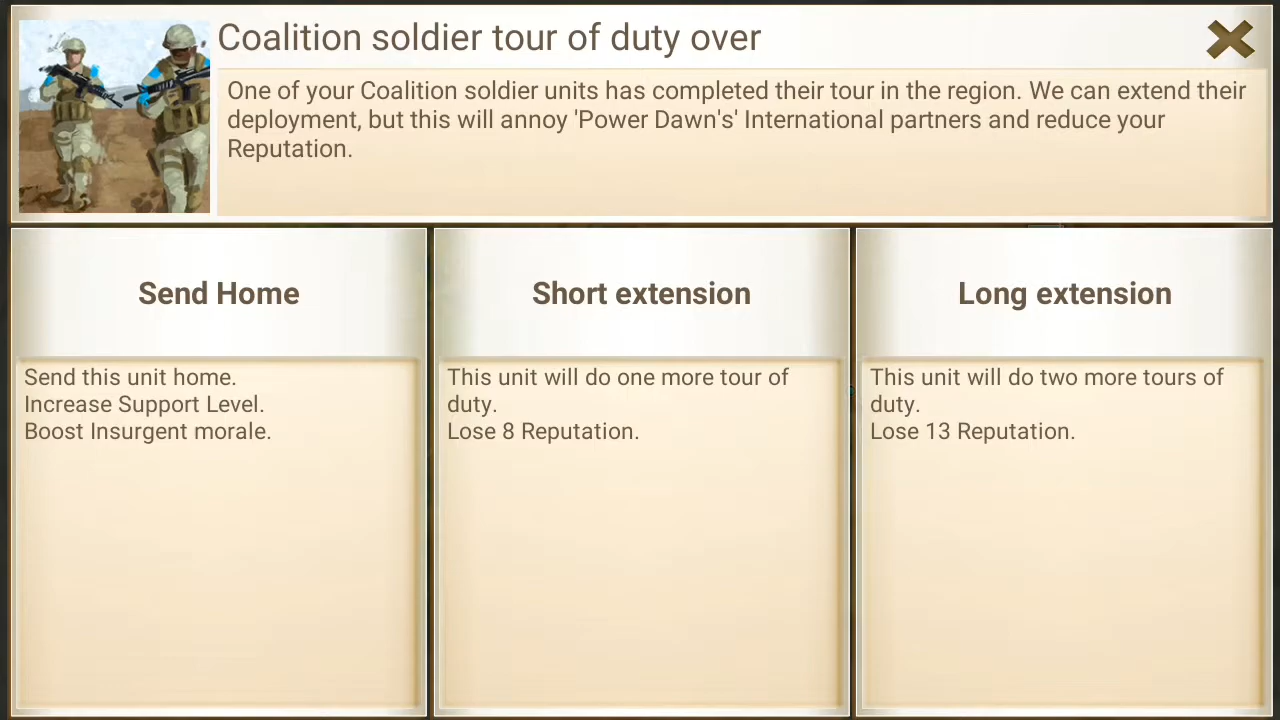 Coalition soldier tour of duty over
One of your Coalition soldier units has completed their tour in the region. We can extend their
deployment, but this will annoy 'Power Dawn's' International partners and reduce your
Reputation.
Send Home
Send this unit home.
Increase Support Level.
Boost Insurgent morale.
Short extension
This unit will do one more tour of
duty.
Lose 8 Reputation.
Long extension
This unit will do two more tours of
duty.
Lose 13 Reputation.